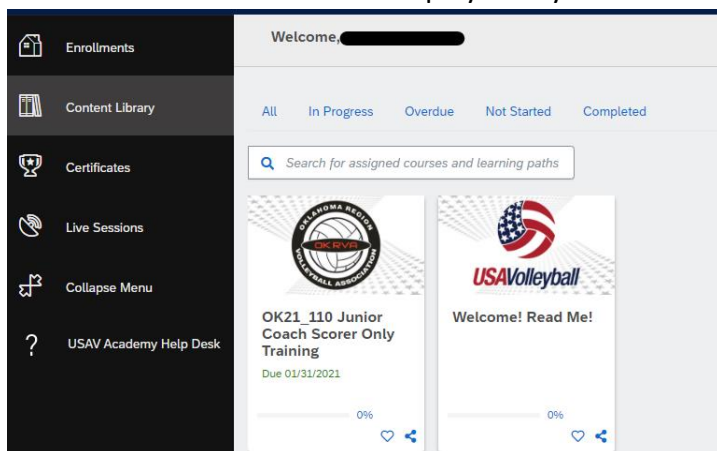 Enrollments
Content Library
Certificates
Live Sessions
Collapse Menu
? USAV Academy Help Desk
Welcome,
All In Progress Overdue Not Started Completed
Search for assigned courses and learning paths
OKLAHOMA REGION
OKRVA
VOLLEYBALL ASSOCIATION
OK21_110 Junior
Coach Scorer Only
Training
Due 01/31/2021
0%
USAVolleyball
Welcome! Read Me!
0%